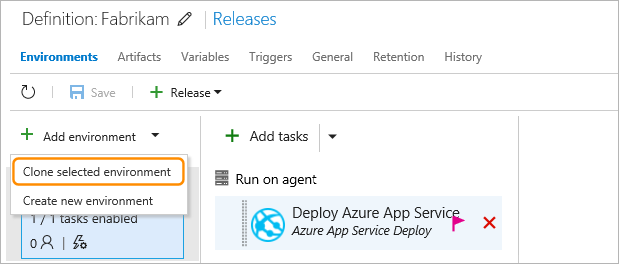 Definition: Fabrikam | Releases
Environments Artifacts Variables Triggers General Retention History
Save + Release
+ Add environment
+ Add tasks
Clone selected environment
Create new environment
1 / 1 tasks enabled
0
Run on agent
Deploy Azure App Service
Azure App Service Deploy